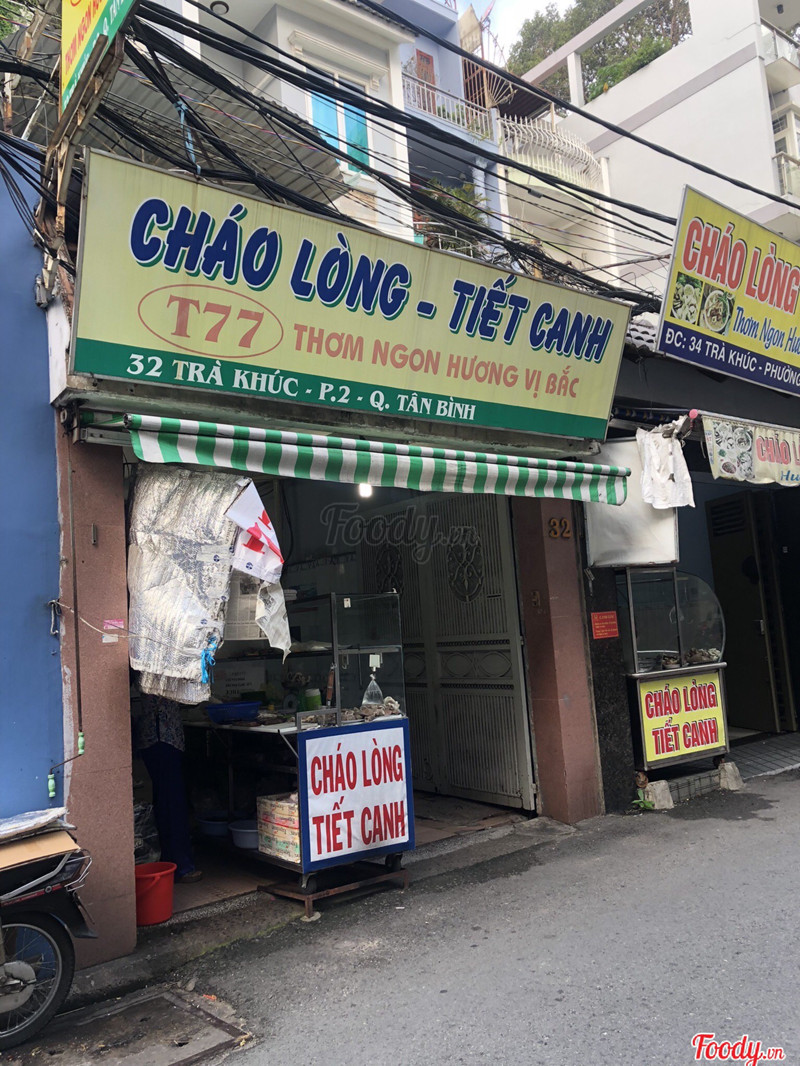 CHÁO LÒNG - TIẾT CANH
T77
THƠM NGON HƯƠNG VỊ BẮC
32 TRÀ KHÚC - P.2 - Q. TÂN BÌNH
CHÁO LÒNG
Thơm Ngon
ĐC: 34 TRÀ KHÚC - PHƯỜNG
CHÁO
32
Foody.vn
CHÁO LÒNG
TIẾT CANH
CHÁO LÒNG
TIẾT CANH
Foody.vn